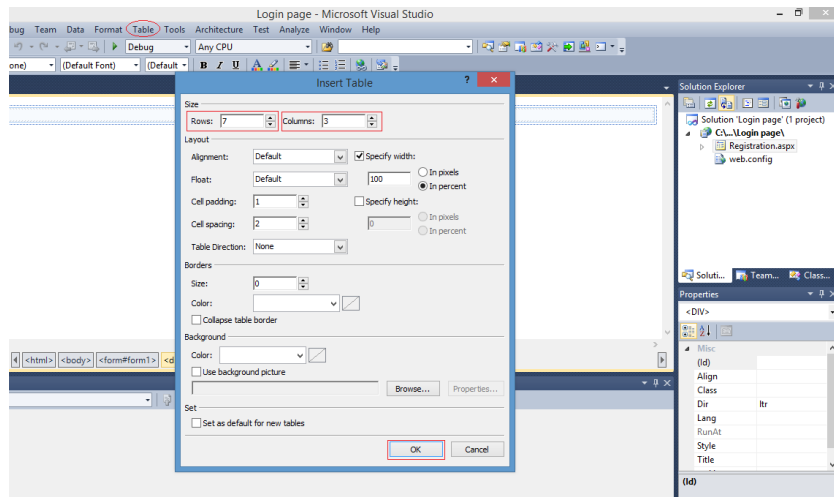 Login page - Microsoft Visual Studio
bug Team Data Format Table Tools Architecture Test Analyze Window Help
Debug Any CPU
one) (Default Font) (Default B I U A
Insert Table ? ×
Size
Rows: 7 Columns: 3
Layout
Alignment: Default Specify width:
Float: Default 100 In pixels
In percent
Cell padding: 1 Specify height:
Cell spacing: 2 0 In pixels
In percent
Table Direction: None
Borders
Size: 0
Color:
Collapse table border
Background
Color:
Use background picture
Browse... Properties...
Set
Set as default for new tables
OK Cancel
<html> <body> <form#form1> <d
Solution Explorer
Solution 'Login page' (1 project)
C:\...\Login page\
Registration.aspx
web.config
Soluti... Team... Class...
Properties
<DIV>
Misc
(Id)
Align
Class
Dir ltr
Lang
RunAt
Style
Title
(Id)